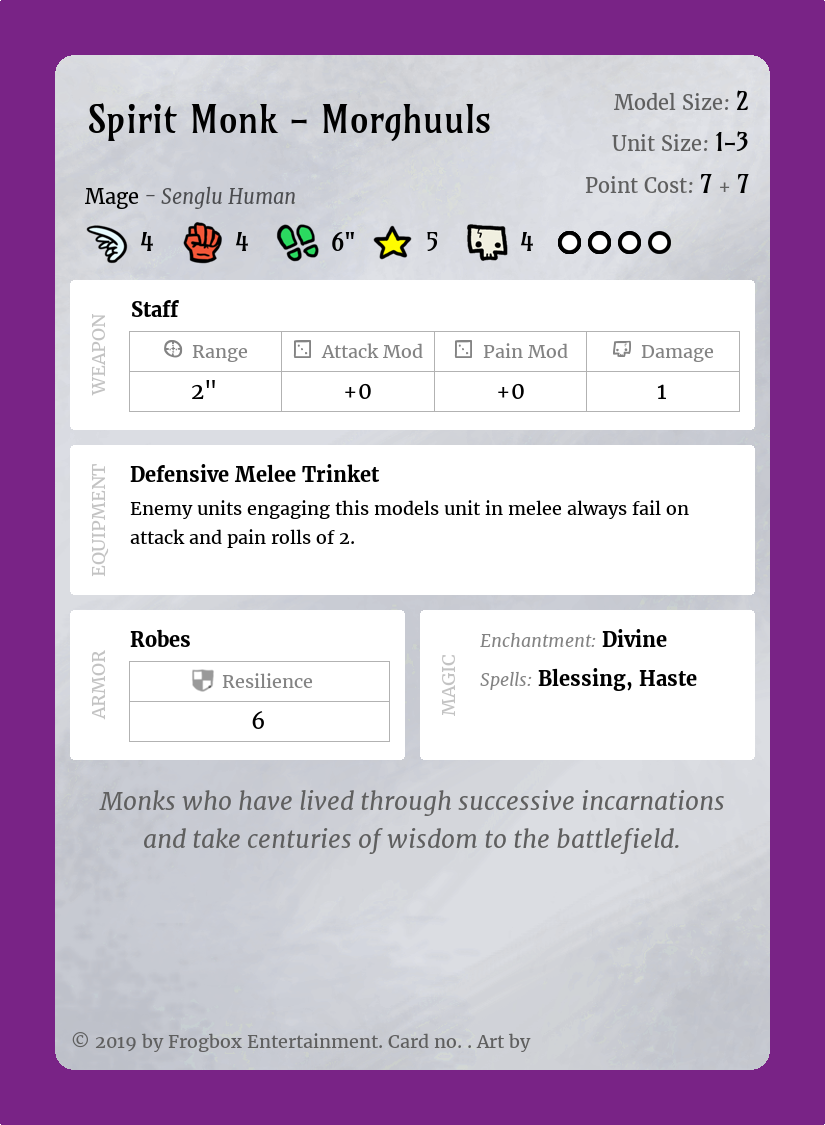 Spirit Monk - Morghuuls
Model Size: 2
Unit Size: 1-3
Point Cost: 7 + 7
Mage - Senglu Human
4 4 6" 5 4
WEAPON
Staff
Range Attack Mod Pain Mod Damage
2" +0 +0 1
EQUIPMENT
Defensive Melee Trinket
Enemy units engaging this models unit in melee always fail on
attack and pain rolls of 2.
ARMOR
Robes
Resilience
6
MAGIC
Enchantment: Divine
Spells: Blessing, Haste
Monks who have lived through successive incarnations
and take centuries of wisdom to the battlefield.
© 2019 by Frogbox Entertainment. Card no. . Art by